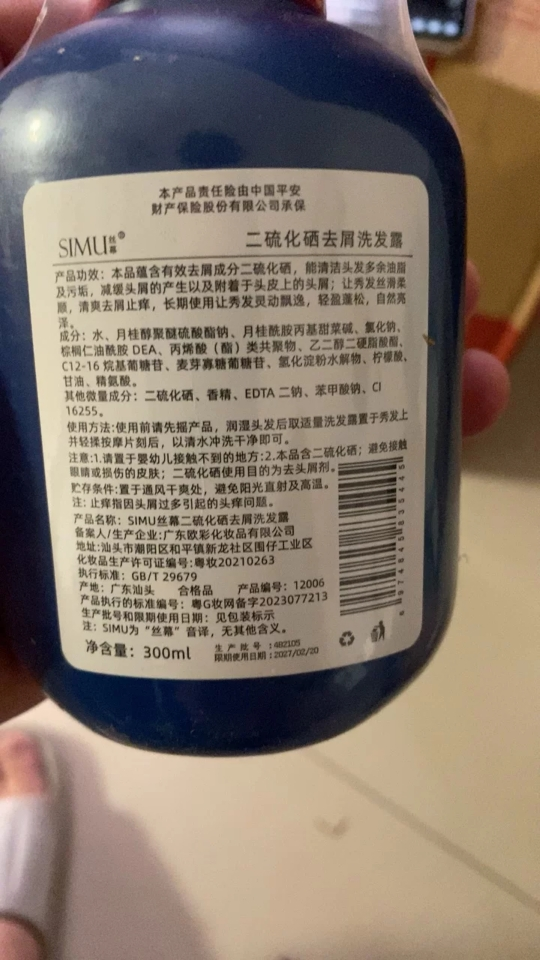 本产品责任险由中国平安
财产保险股份有限公司承保
SIMU丝幕®
二硫化硒去屑洗发露
产品功效：本品蕴含有效去屑成分二硫化硒，能清洁头发多余油脂
及污垢，减缓头屑的产生以及附着于头皮上的头屑；让秀发丝滑柔
顺，清爽去屑止痒，长期使用让秀发灵动飘逸，轻盈蓬松，自然亮
泽。
成分：水、月桂醇聚醚硫酸酯钠、月桂酰胺丙基甜菜碱、氯化钠、
棕榈仁油酰胺 DEA、丙烯酸（酯）类共聚物、乙二醇二硬脂酸酯、
C12-16 烷基葡糖苷、麦芽寡糖葡糖苷、氢化淀粉水解物、柠檬酸、
甘油、精氨酸。
其他微量成分：二硫化硒、香精、EDTA 二钠、苯甲酸钠、CI
16255。
使用方法:使用前请先摇产品，润湿头发后取适量洗发露置于秀发上
并轻揉按摩片刻后，以清水冲洗干净即可。
注意:1.请置于婴幼儿接触不到的地方:2.本品含二硫化硒；避免接触
眼睛或损伤的皮肤；二硫化硒使用目的为去头屑剂。
贮存条件:置于通风干爽处，避免阳光直射及高温。
注: 止痒指因头屑过多引起的头痒问题。
产品名称：SIMU丝幕二硫化硒去屑洗发露
备案人/生产企业:广东欧彩化妆品有限公司
地址:汕头市潮阳区和平镇新龙社区围仔工业区
化妆品生产许可证编号:粤妆20210263
执行标准：GB/T 29679
产地：广东汕头 合格品 产品编号：12006
产品执行的标准编号：粤G妆网备字2023077213
生产批号和限期使用日期：见包装标示
注：SIMU为“丝幕”音译，无其他含义。
净含量：300ml
生产批号：4B2105
限期使用日期：2027/02/20